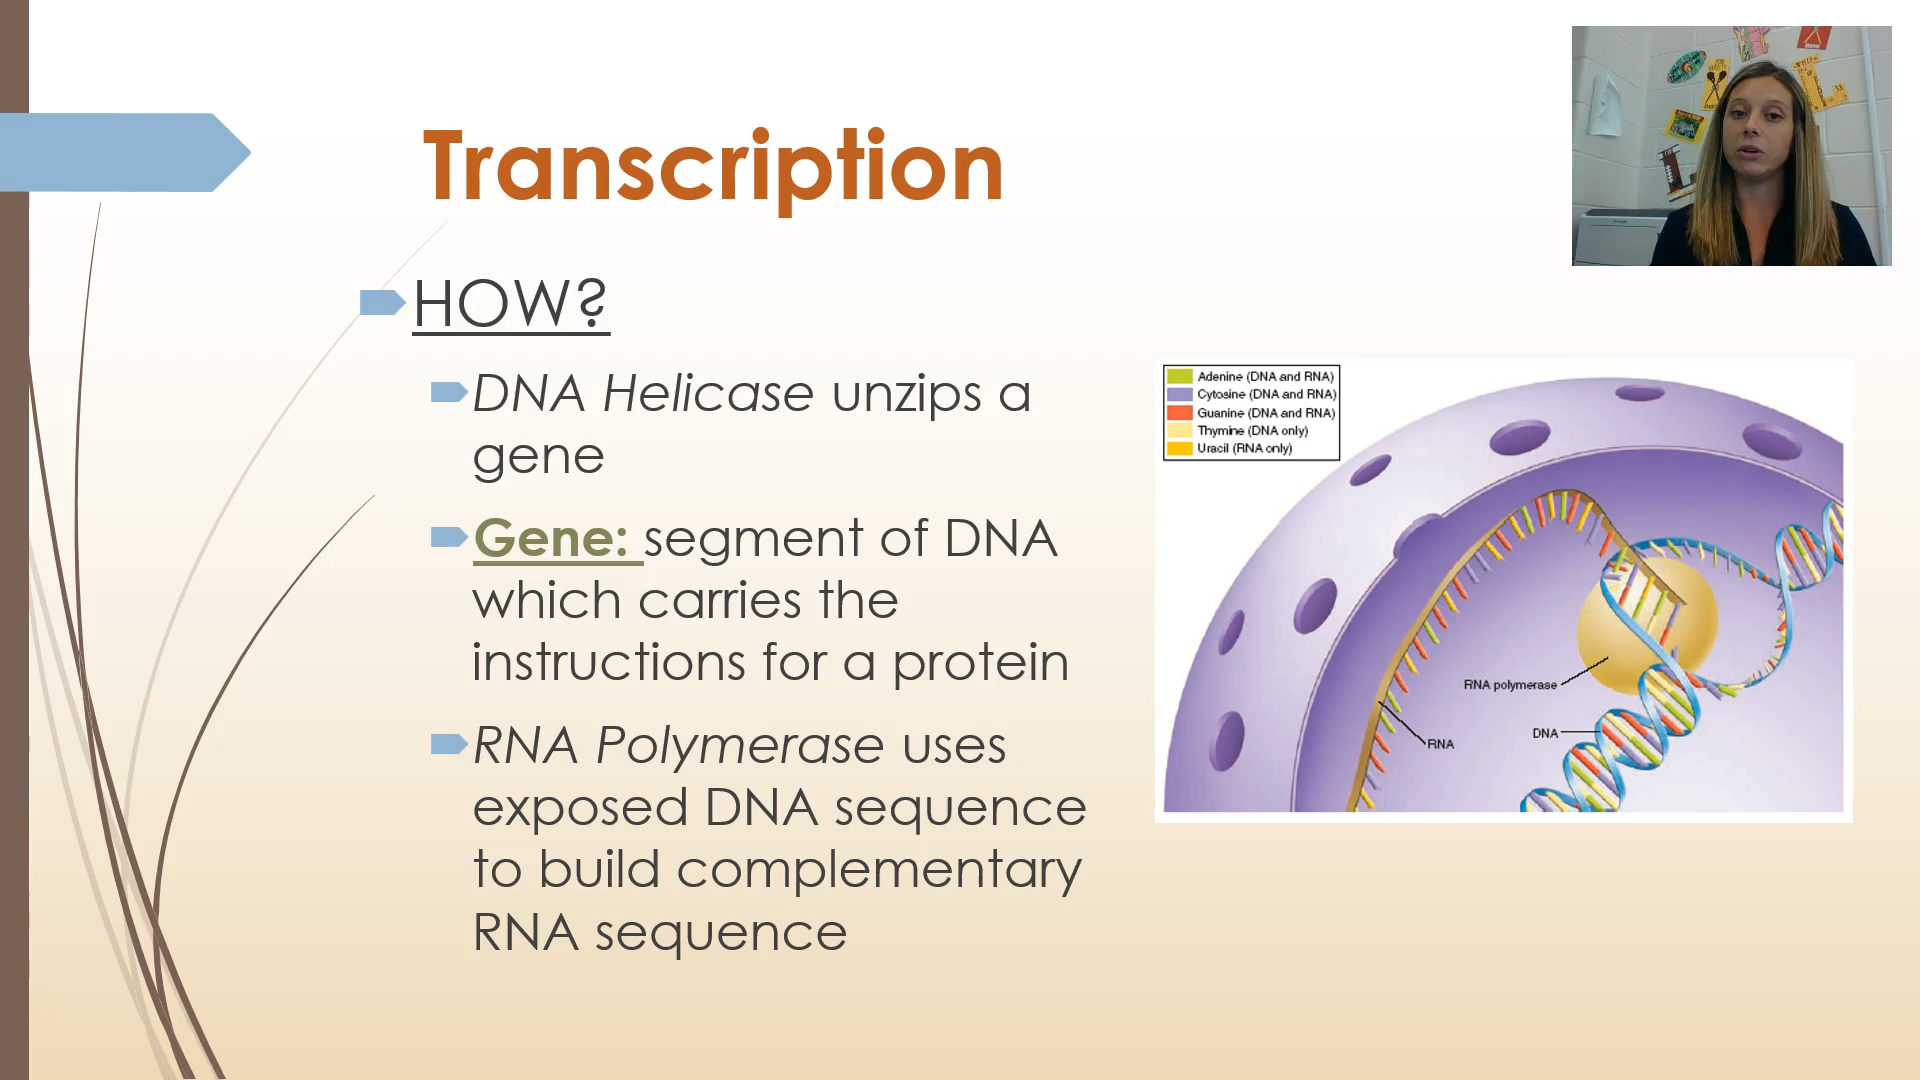 Transcription
HOW?
DNA Helicase unzips a
gene
Gene: segment of DNA
which carries the
instructions for a protein
RNA Polymerase uses
exposed DNA sequence
to build complementary
RNA sequence
Adenine (DNA and RNA)
Cytosine (DNA and RNA)
Guanine (DNA and RNA)
Thymine (DNA only)
Uracil (RNA only)
RNA polymerase
DNA
RNA